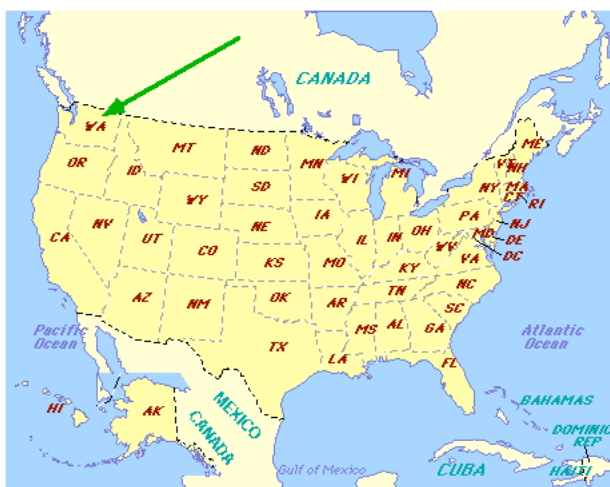 CANADA
WA
MT
ND
MN
ME
VT
NH
OR
ID
SD
WI
MI
NY
MA
CT
RI
WY
IA
PA
NJ
NV
NE
IL
IN
OH
MD
DE
CA
UT
CO
WV
VA
DC
KS
MO
KY
AZ
NM
OK
AR
TN
NC
SC
MS
AL
GA
TX
LA
FL
Pacific
Ocean
Atlantic
Ocean
HI
AK
MEXICO
CANADA
Gulf of Mexico
BAHAMAS
DOMINIC
REP
CUBA
HAITI